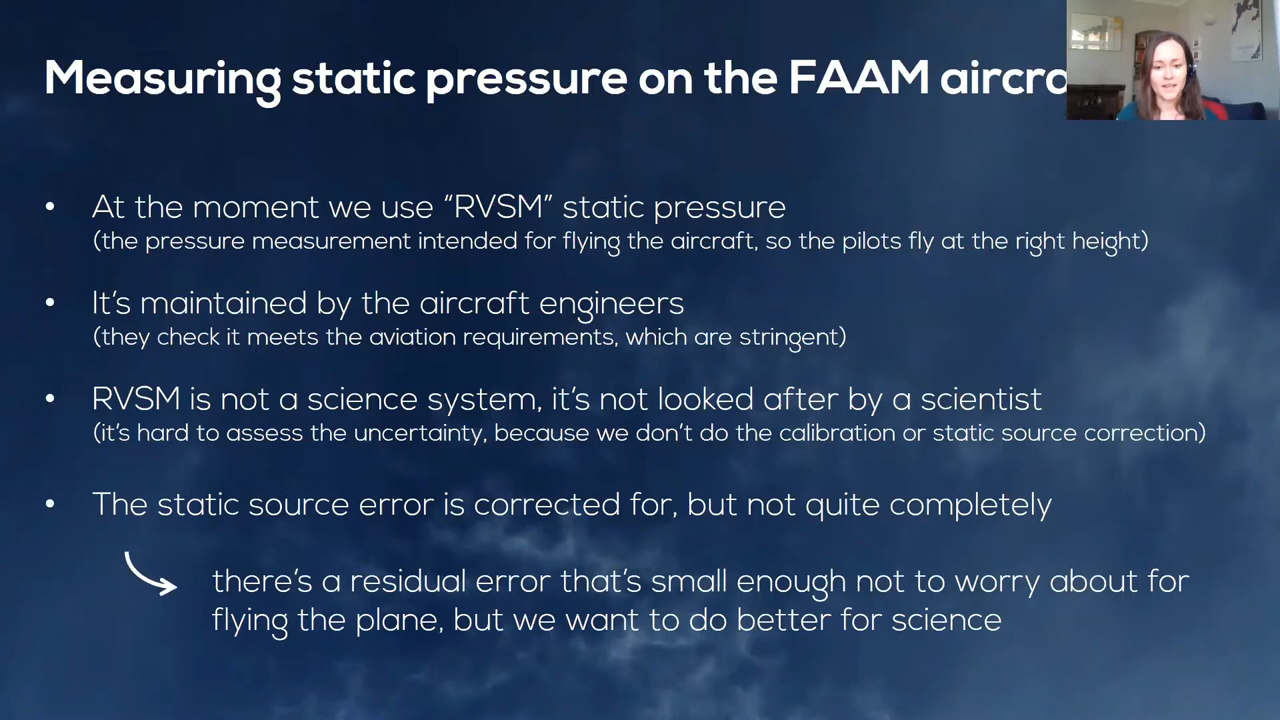 Measuring static pressure on the FAAM aircra
• At the moment we use “RVSM” static pressure
(the pressure measurement intended for flying the aircraft, so the pilots fly at the right height)
• It’s maintained by the aircraft engineers
(they check it meets the aviation requirements, which are stringent)
• RVSM is not a science system, it’s not looked after by a scientist
(it’s hard to assess the uncertainty, because we don’t do the calibration or static source correction)
• The static source error is corrected for, but not quite completely
there’s a residual error that’s small enough not to worry about for
flying the plane, but we want to do better for science